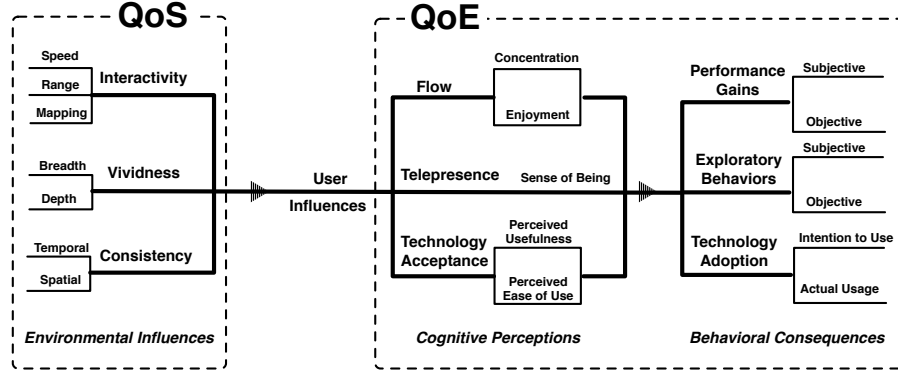 QoS
Speed
Range
Mapping
Interactivity
Breadth
Depth
Vividness
Temporal
Spatial
Consistency
Environmental Influences
User
Influences
QoE
Flow
Concentration
Enjoyment
Telepresence
Sense of Being
Technology
Acceptance
Perceived
Usefulness
Perceived
Ease of Use
Cognitive Perceptions
Performance
Gains
Subjective
Objective
Exploratory
Behaviors
Subjective
Objective
Technology
Adoption
Intention to Use
Actual Usage
Behavioral Consequences